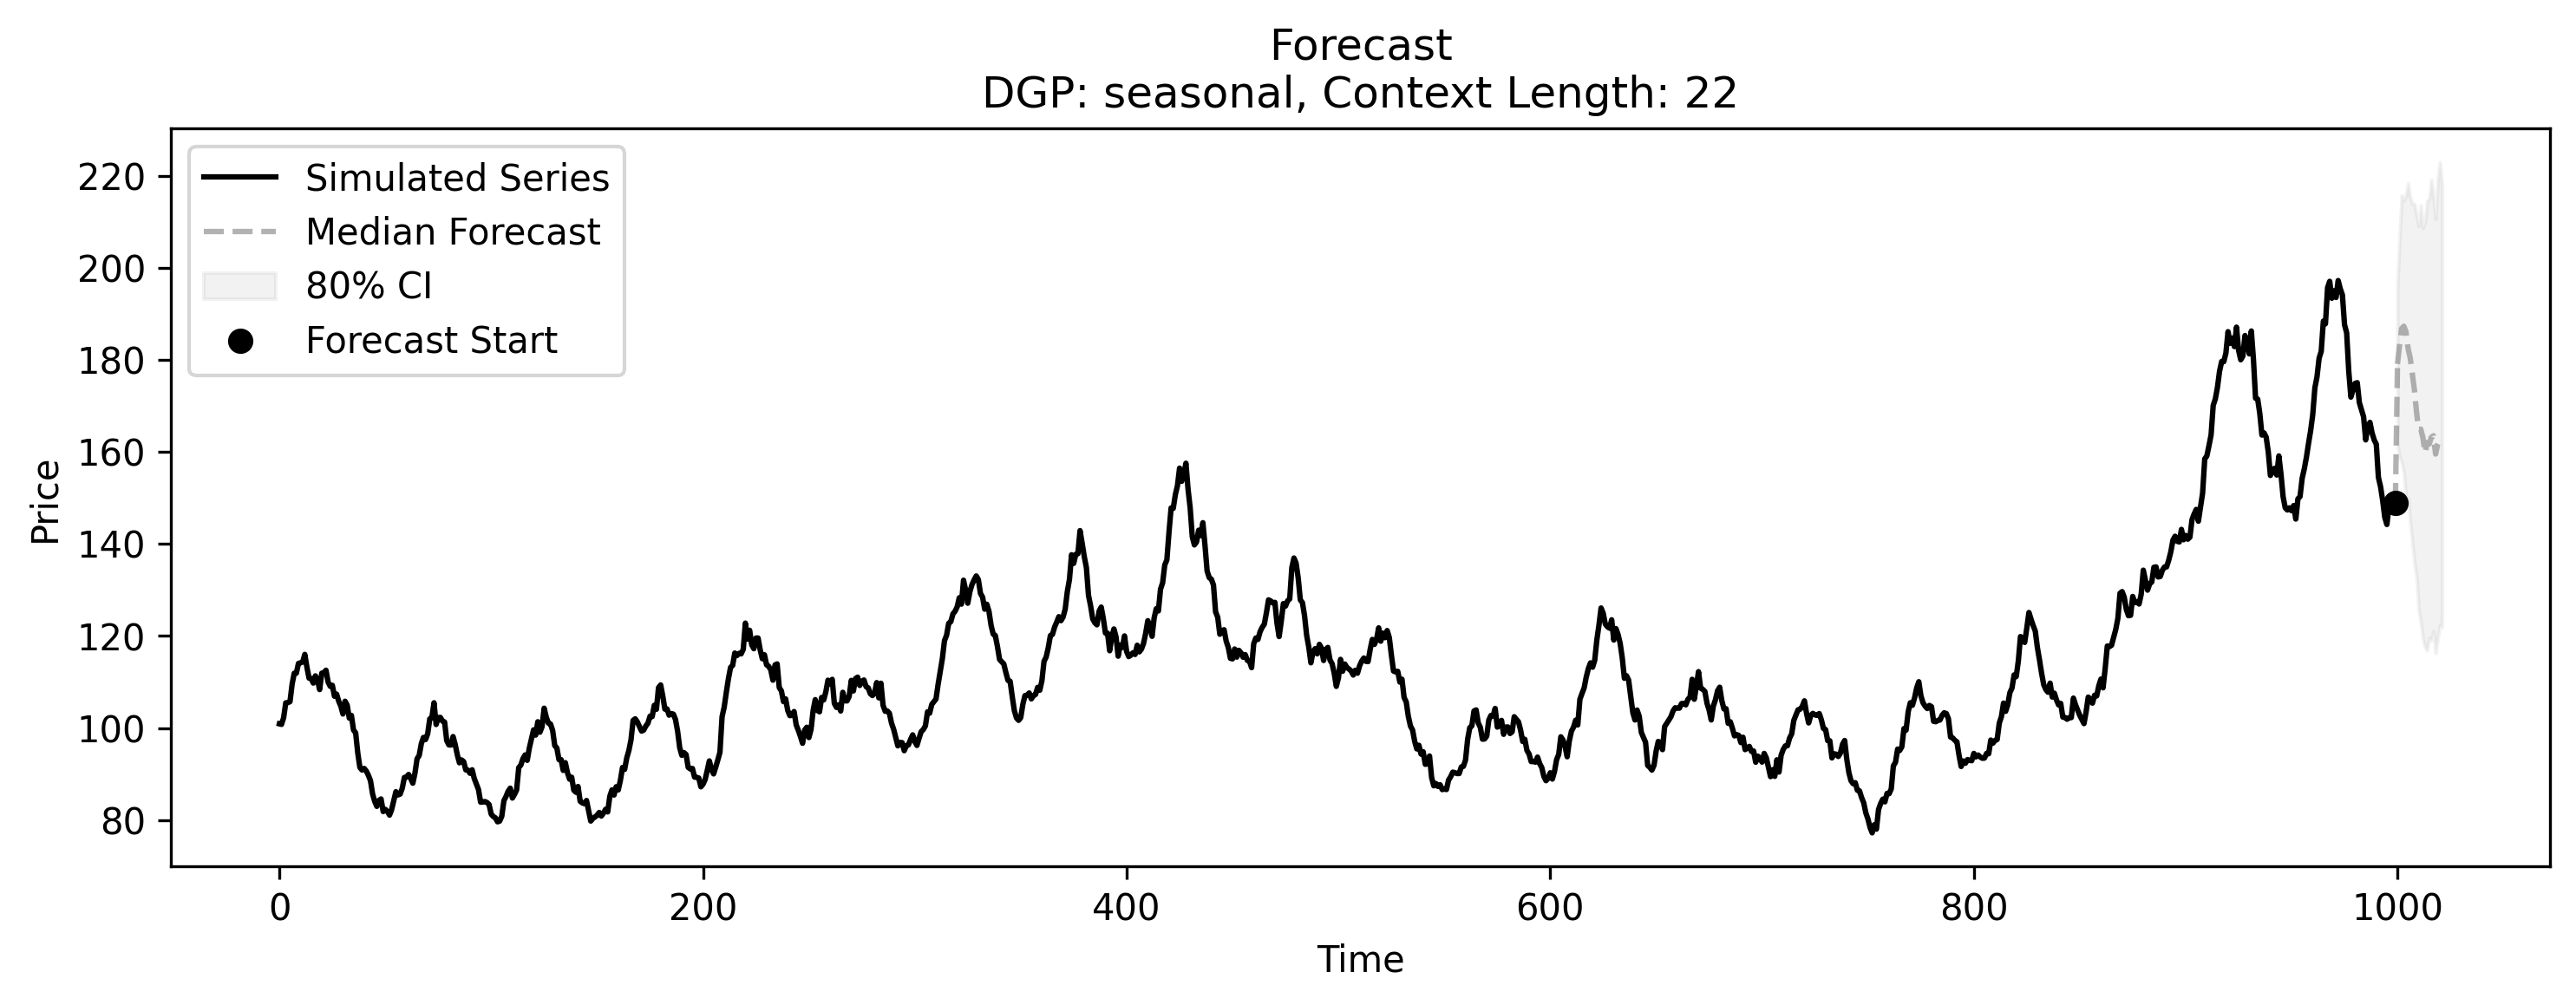 Forecast
DGP: seasonal, Context Length: 22
Simulated Series
Median Forecast
80% CI
Forecast Start
220
200
180
160
140
120
100
80
Price
0
200
400
600
800
1000
Time